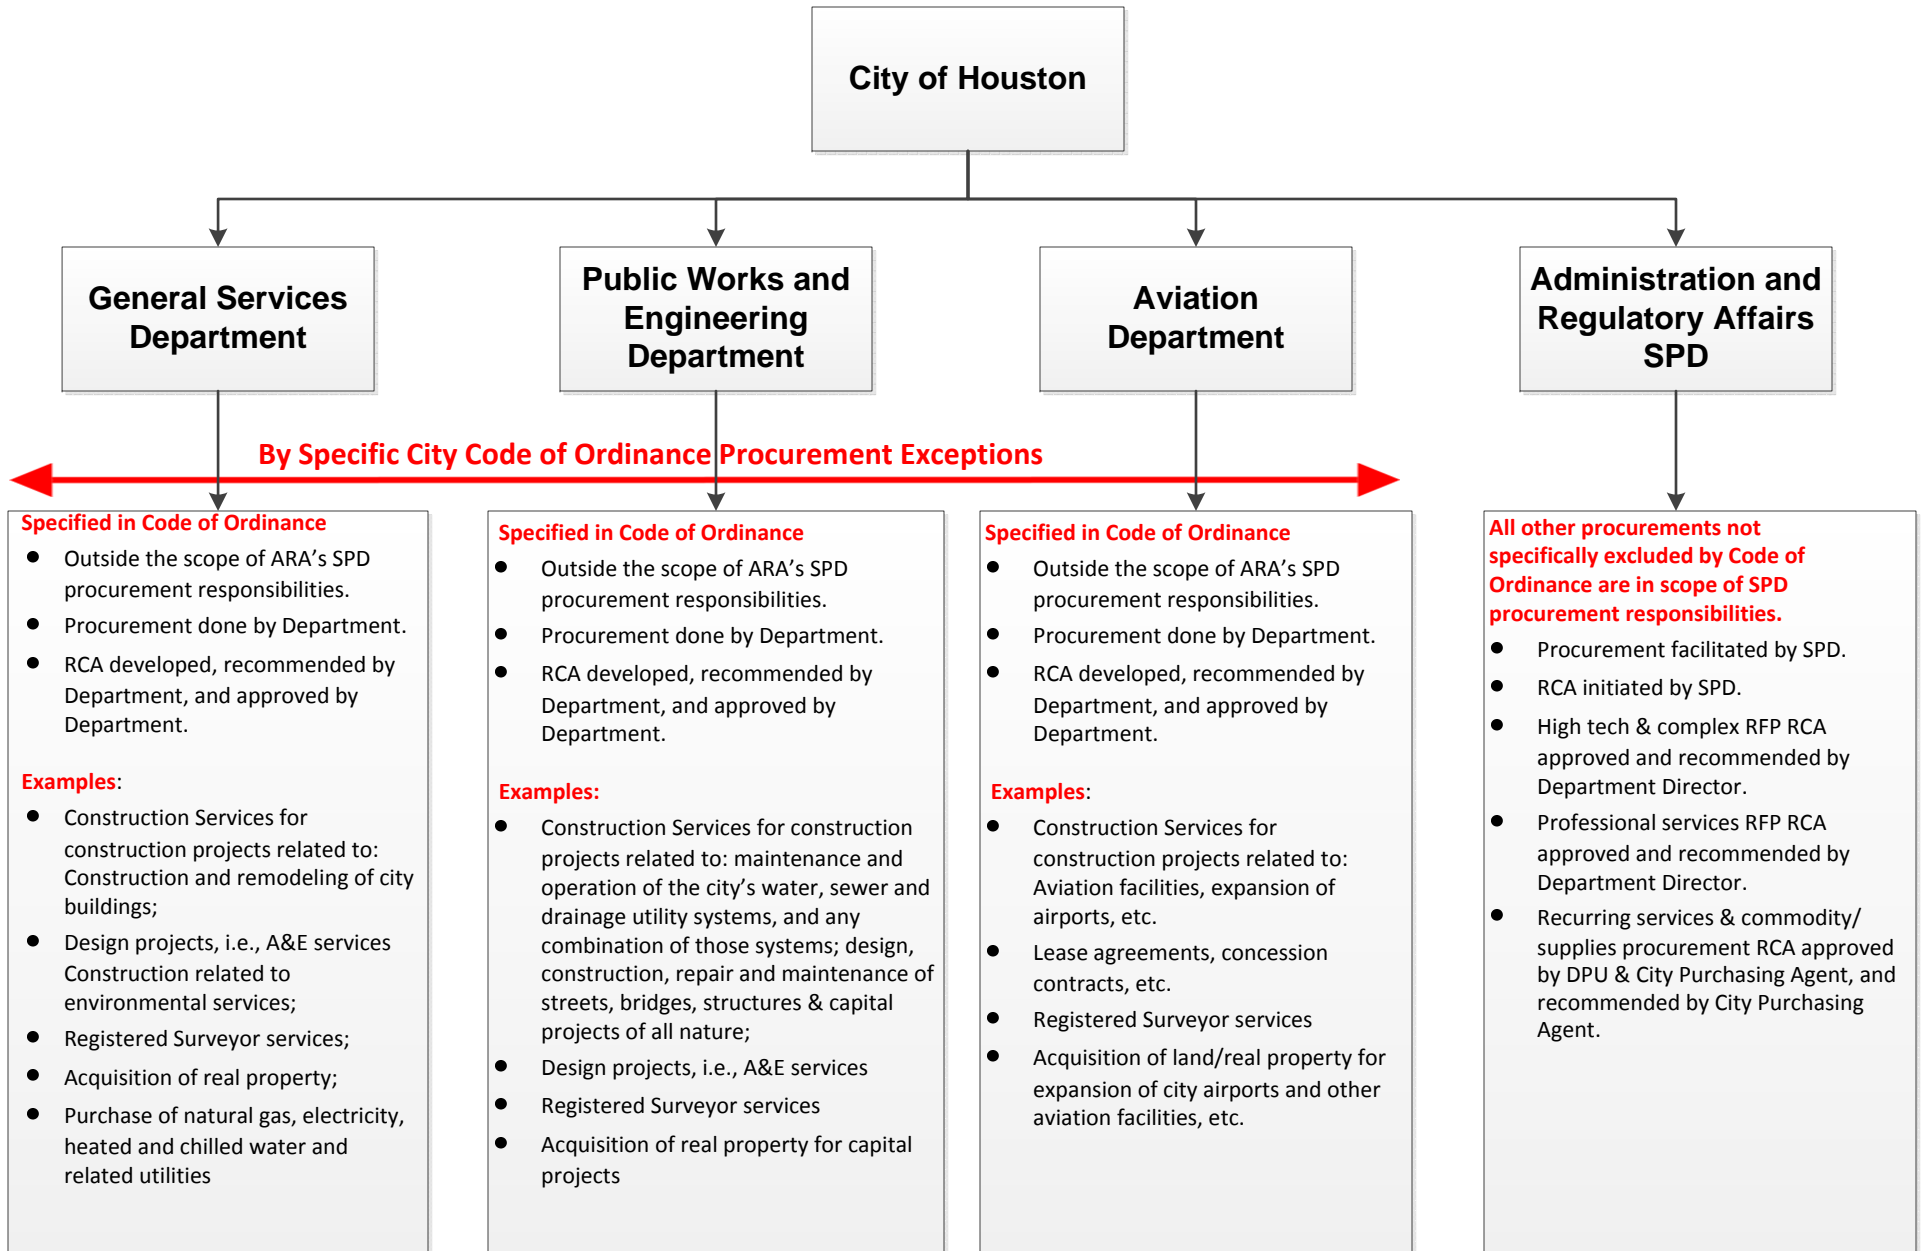 City of Houston
General Services
Department
Public Works and
Engineering
Department
Aviation
Department
Administration and
Regulatory Affairs
SPD
By Specific City Code of Ordinance Procurement Exceptions
Specified in Code of Ordinance
● Outside the scope of ARA’s SPD
procurement responsibilities.
● Procurement done by Department.
● RCA developed, recommended by
Department, and approved by
Department.
Examples:
● Construction Services for
construction projects related to:
Construction and remodeling of city
buildings;
● Design projects, i.e., A&E services
Construction related to
environmental services;
● Registered Surveyor services;
● Acquisition of real property;
● Purchase of natural gas, electricity,
heated and chilled water and
related utilities
Specified in Code of Ordinance
● Outside the scope of ARA’s SPD
procurement responsibilities.
● Procurement done by Department.
● RCA developed, recommended by
Department, and approved by
Department.
Examples:
● Construction Services for construction
projects related to: maintenance and
operation of the city’s water, sewer and
drainage utility systems, and any
combination of those systems; design,
construction, repair and maintenance of
streets, bridges, structures & capital
projects of all nature;
● Design projects, i.e., A&E services
● Registered Surveyor services
● Acquisition of real property for capital
projects
Specified in Code of Ordinance
● Outside the scope of ARA’s SPD
procurement responsibilities.
● Procurement done by Department.
● RCA developed, recommended by
Department, and approved by
Department.
Examples:
● Construction Services for
construction projects related to:
Aviation facilities, expansion of
airports, etc.
● Lease agreements, concession
contracts, etc.
● Registered Surveyor services
● Acquisition of land/real property for
expansion of city airports and other
aviation facilities, etc.
All other procurements not
specifically excluded by Code of
Ordinance are in scope of SPD
procurement responsibilities.
● Procurement facilitated by SPD.
● RCA initiated by SPD.
● High tech & complex RFP RCA
approved and recommended by
Department Director.
● Professional services RFP RCA
approved and recommended by
Department Director.
● Recurring services & commodity/
supplies procurement RCA approved
by DPU & City Purchasing Agent, and
recommended by City Purchasing
Agent.